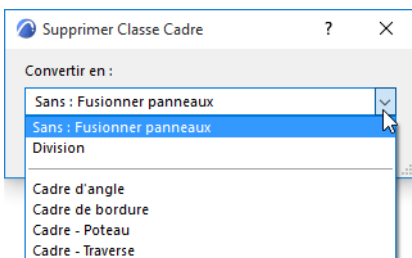 Supprimer Classe Cadre ?
Convertir en :
Sans : Fusionner panneaux
Sans : Fusionner panneaux
Division
Cadre d'angle
Cadre de bordure
Cadre - Poteau
Cadre - Traverse